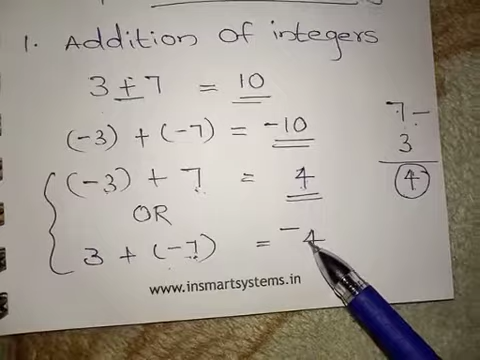 1. Addition of integers
3 + 7 = 10
(-3) + (-7) = -10
(-3) + 7 = 4
OR
3 + (-7) = -4
7 -
3
4
www.insmartsystems.in